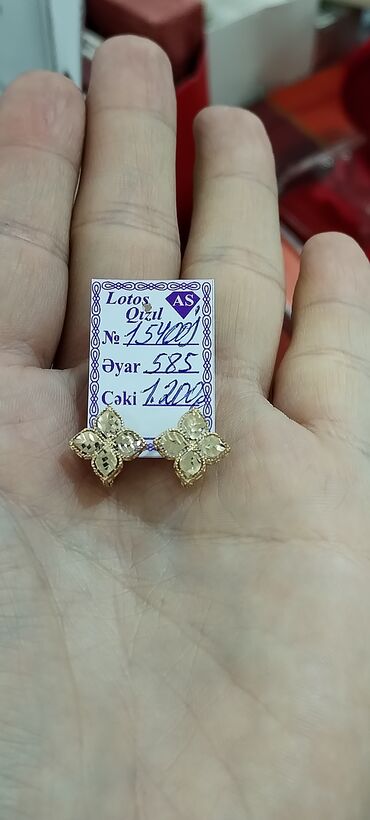 Lotos
Qızıl
AS
№ 154001
Əyar 585
Çəki 1.200